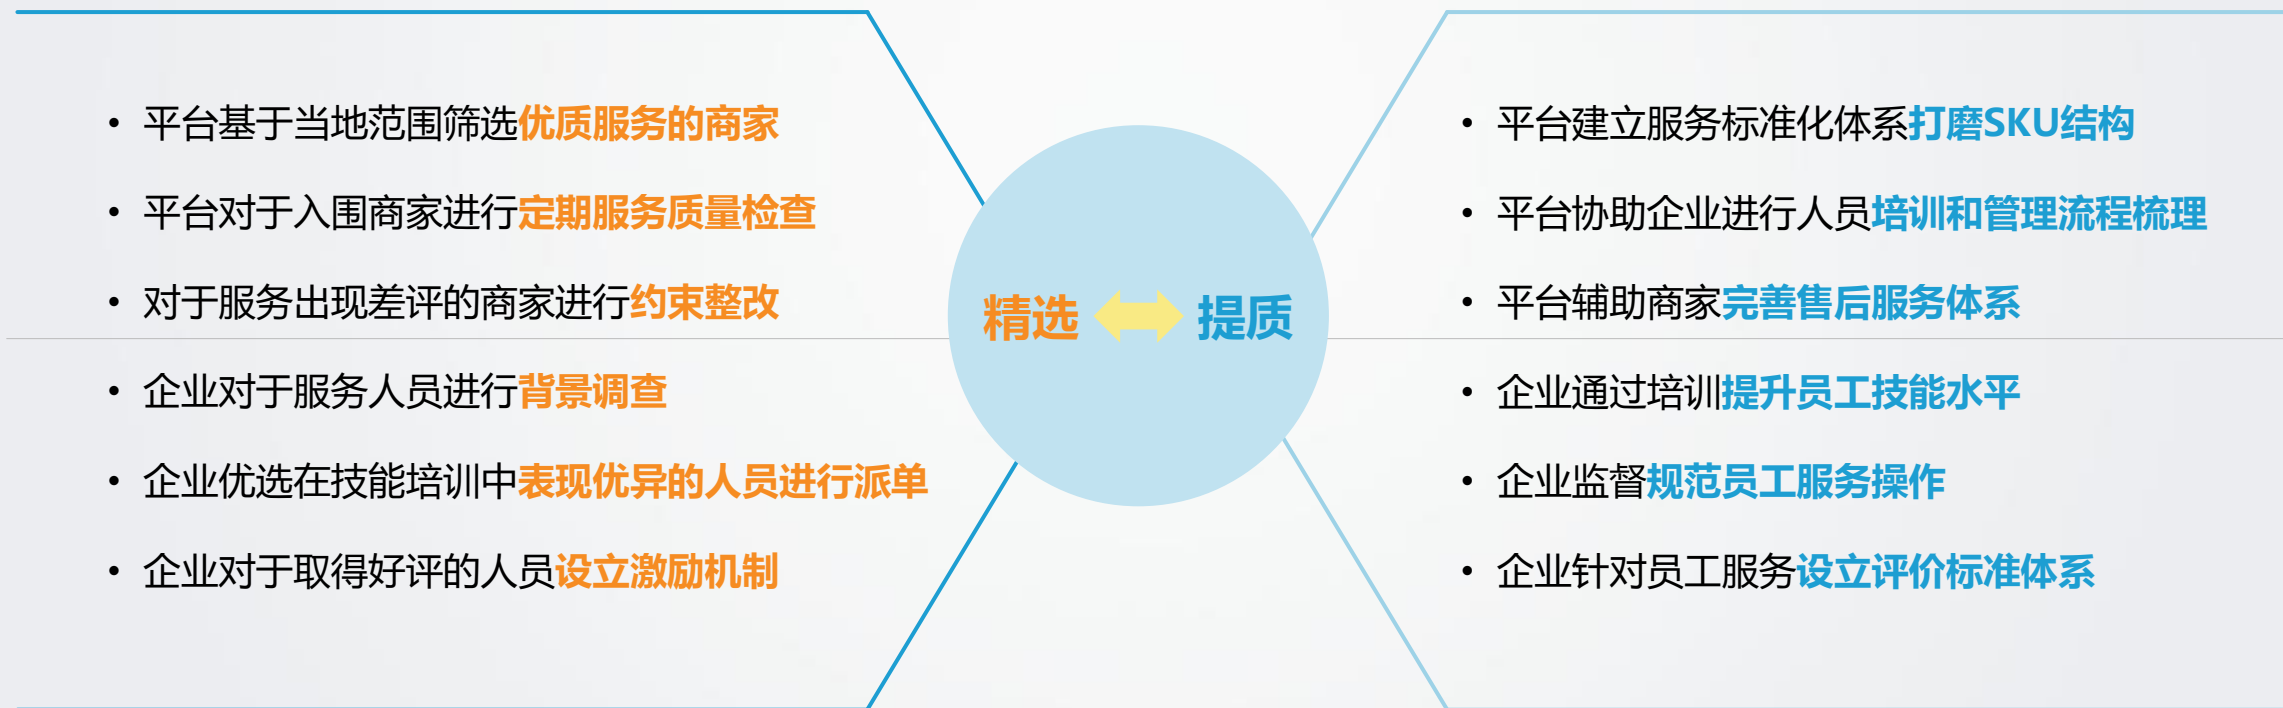 • 平台基于当地范围筛选优质服务的商家
• 平台对于入围商家进行定期服务质量检查
• 对于服务出现差评的商家进行约束整改
• 企业对于服务人员进行背景调查
• 企业优选在技能培训中表现优异的人员进行派单
• 企业对于取得好评的人员设立激励机制
精选 提质
• 平台建立服务标准化体系打磨SKU结构
• 平台协助企业进行人员培训和管理流程梳理
• 平台辅助商家完善售后服务体系
• 企业通过培训提升员工技能水平
• 企业监督规范员工服务操作
• 企业针对员工服务设立评价标准体系